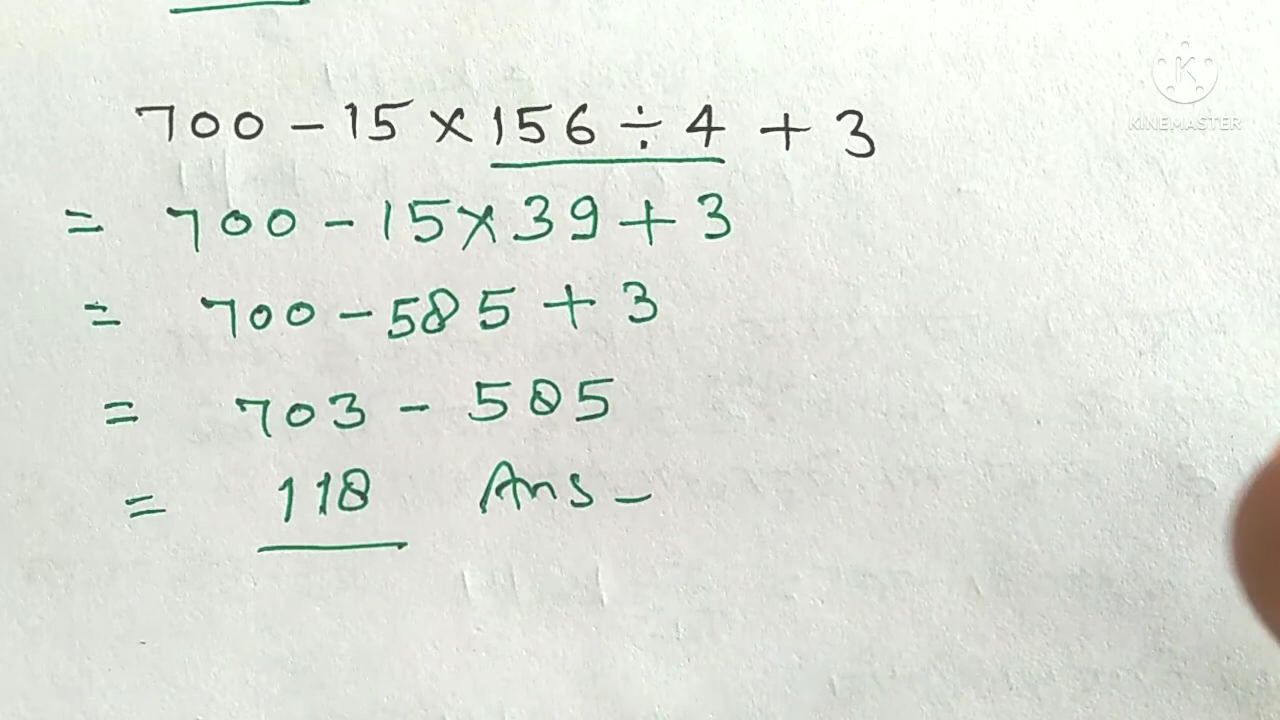 K
KINEMASTER
700 - 15 × 156 ÷ 4 + 3
= 700 - 15 × 39 + 3
= 700 - 585 + 3
= 703 - 585
= 118 Ans -